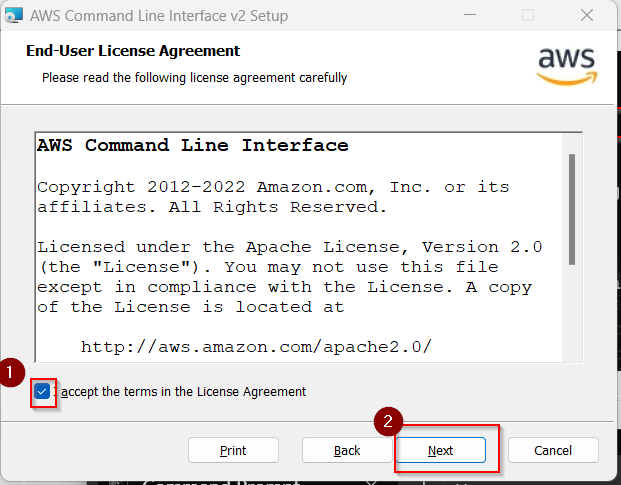 AWS Command Line Interface v2 Setup
End-User License Agreement
Please read the following license agreement carefully
aws
AWS Command Line Interface
Copyright 2012-2022 Amazon.com, Inc. or its
affiliates. All Rights Reserved.
Licensed under the Apache License, Version 2.0
(the "License"). You may not use this file
except in compliance with the License. A copy
of the License is located at
http://aws.amazon.com/apache2.0/
1
I accept the terms in the License Agreement
2
Print Back Next Cancel
Command Prompt